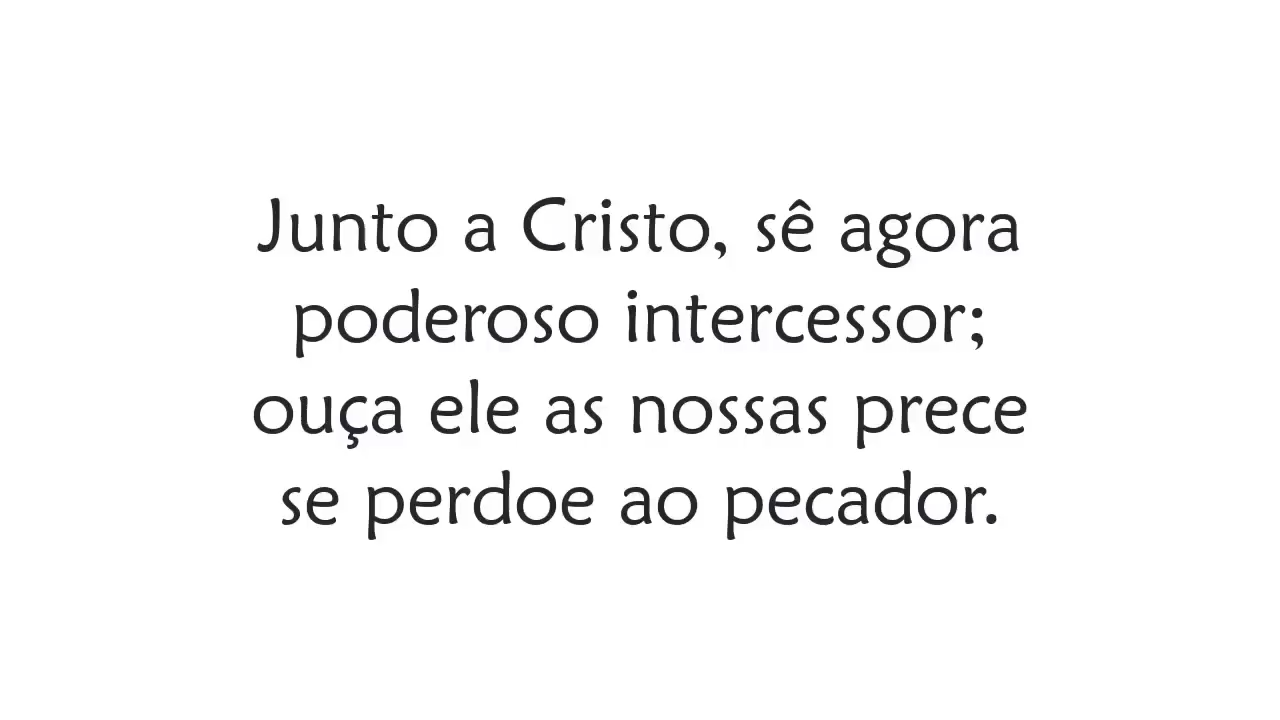 Junto a Cristo, sê agora
poderoso intercessor;
ouça ele as nossas prece
se perdoe ao pecador.